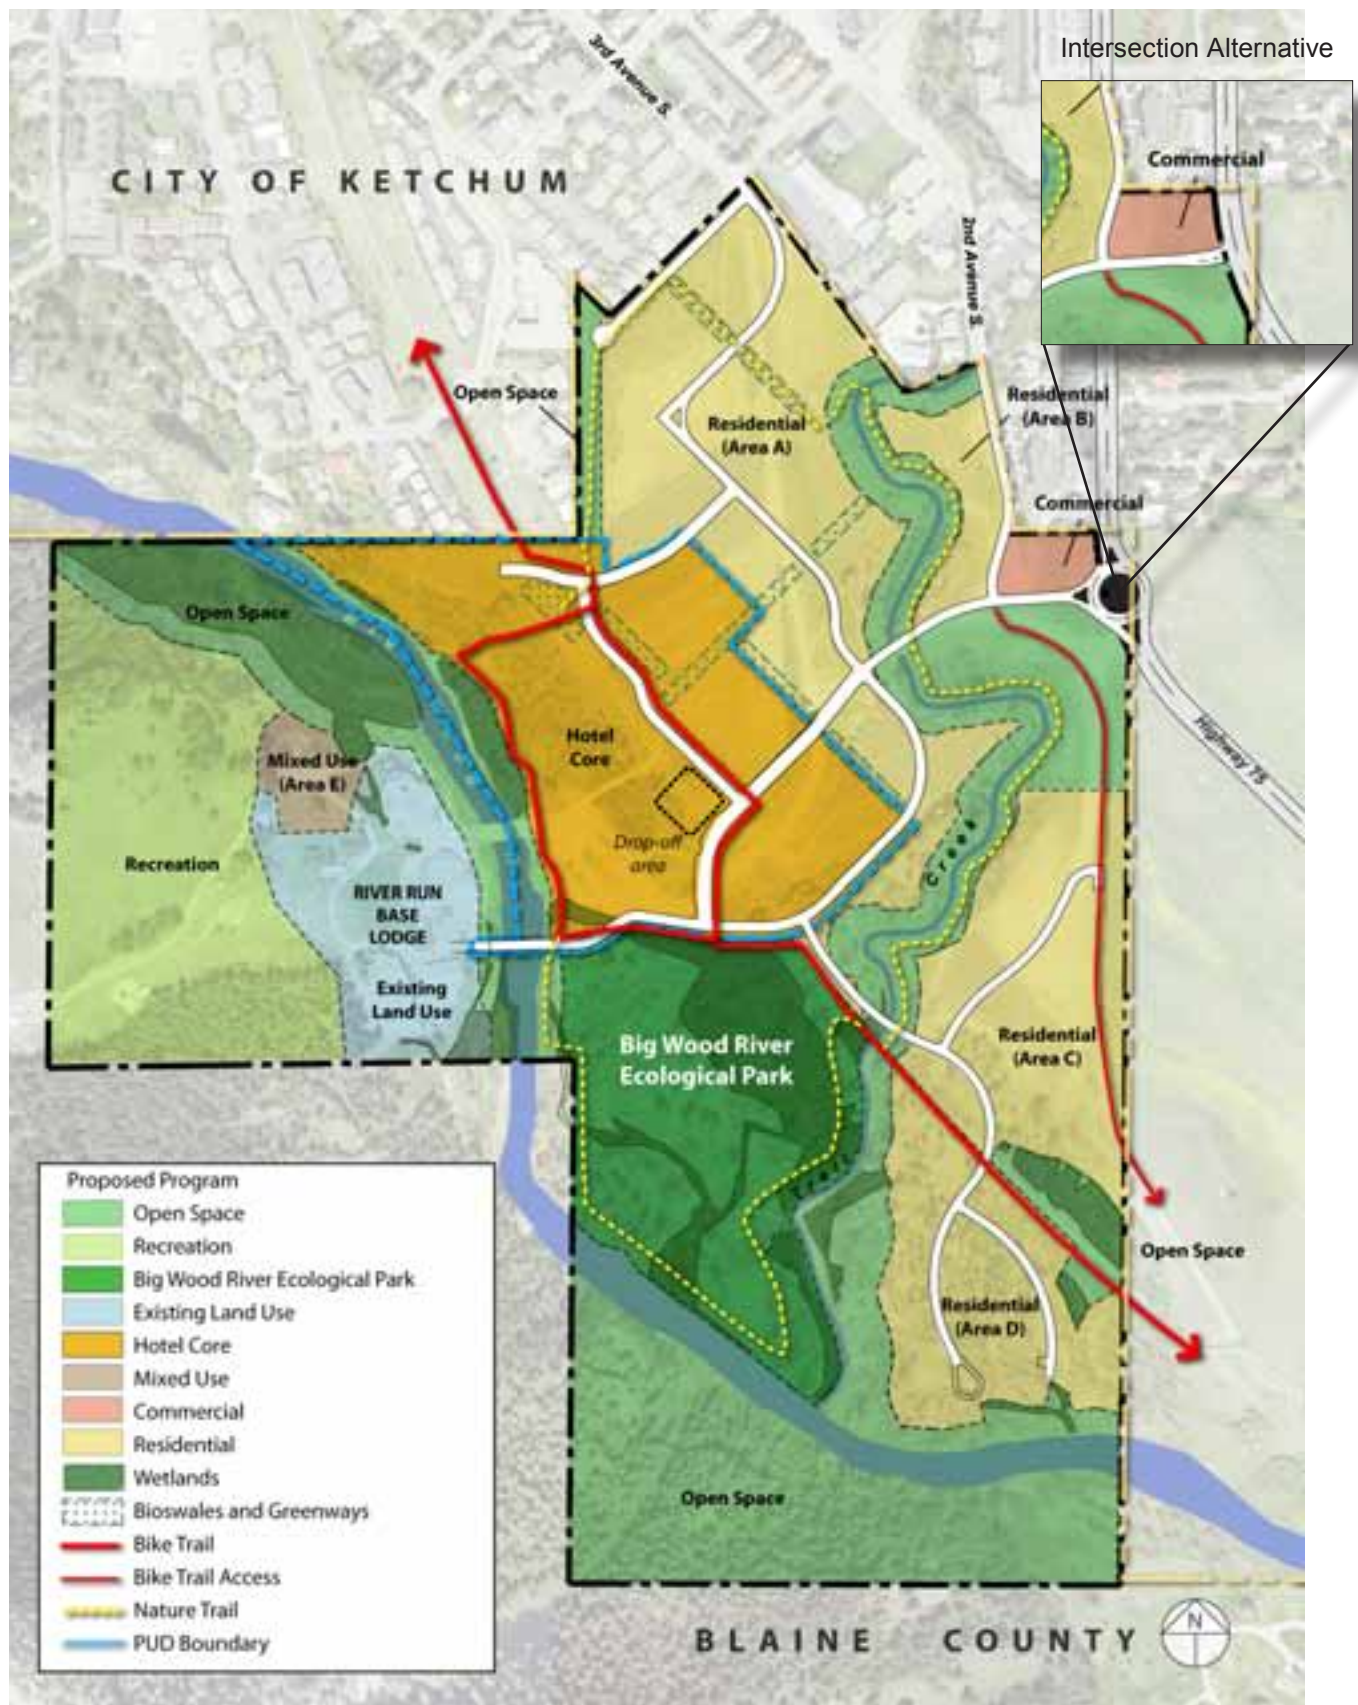 Intersection Alternative
3rd Avenue S.
Commercial
CITY OF KETCHUM
2nd Avenue S.
Open Space
Residential
(Area B)
Residential
(Area A)
Commercial
Open Space
Highway 75
Hotel
Core
Mixed Use
(Area E)
Drop-off
area
Creek
Recreation
RIVER RUN
BASE
LODGE
Existing
Land Use
Big Wood River
Ecological Park
Residential
(Area C)
Open Space
Residential
(Area D)
Open Space
Proposed Program
Open Space
Recreation
Big Wood River Ecological Park
Existing Land Use
Hotel Core
Mixed Use
Commercial
Residential
Wetlands
Bioswales and Greenways
Bike Trail
Bike Trail Access
Nature Trail
PUD Boundary
BLAINE COUNTY
N